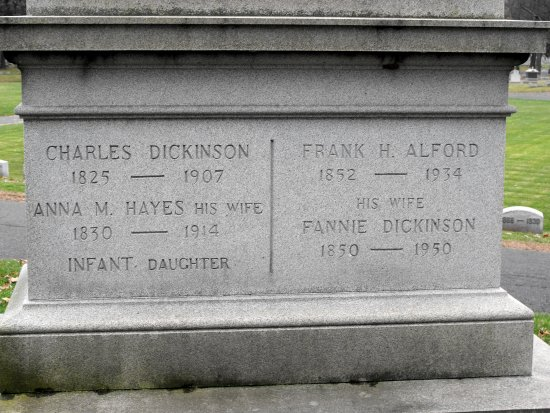 CHARLES DICKINSON
1825 — 1907
ANNA M. HAYES HIS WIFE
1830 — 1914
INFANT DAUGHTER
FRANK H. ALFORD
1852 — 1934
HIS WIFE
FANNIE DICKINSON
1850 — 1950